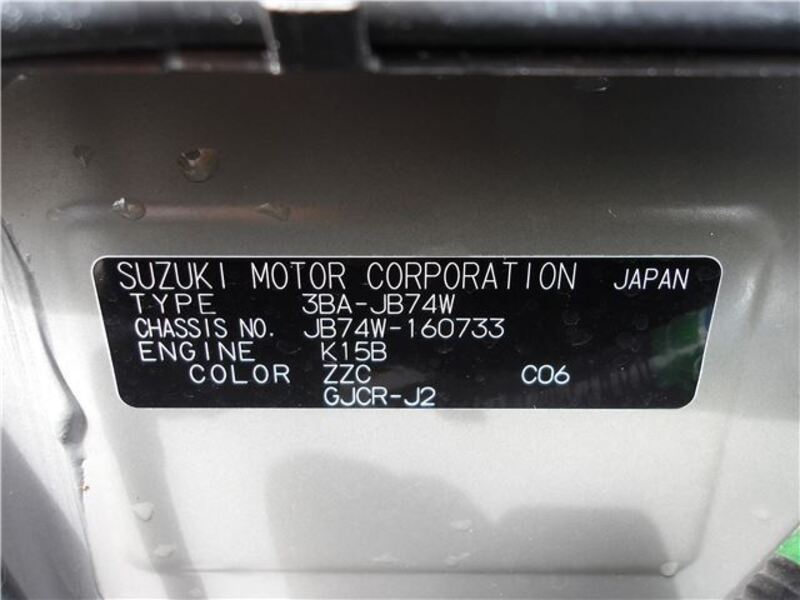 SUZUKI MOTOR CORPORATION JAPAN
TYPE 3BA-JB74W
CHASSIS NO. JB74W-160733
ENGINE K15B
COLOR ZZC C06
GJCR-J2